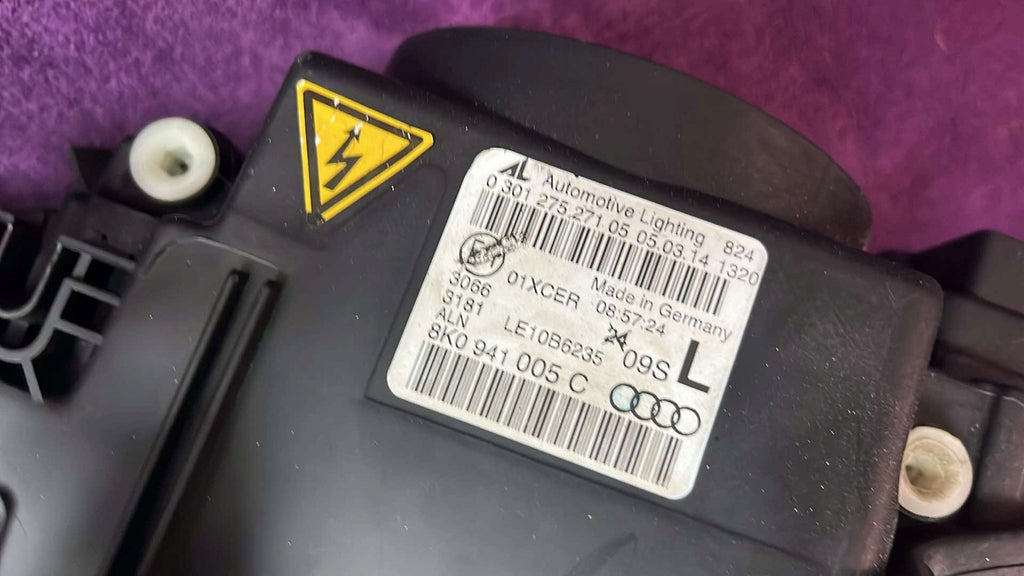 AL Automotive Lighting 824
0 301 275 271 05 05.03.14 1320
Made in Germany
01XCER 08:57:24
3066
3181
ALN LE10B6235 09S L
8K0 941 005 C